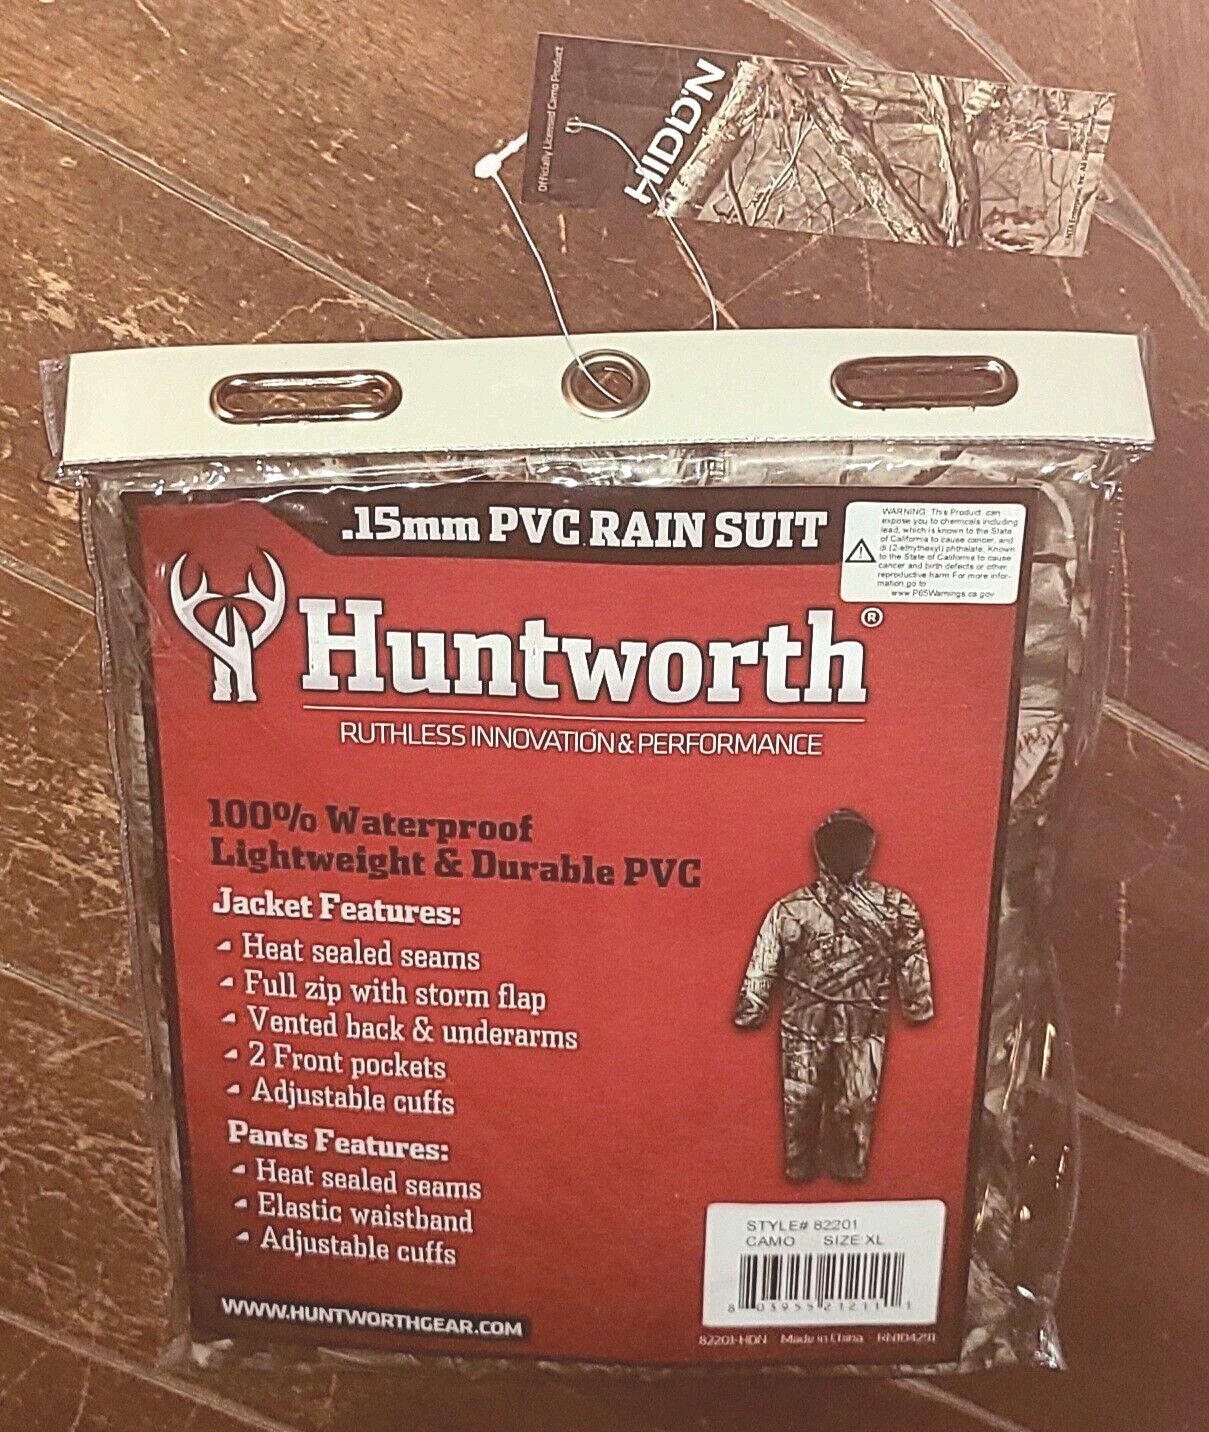 Officially Licensed Camo Product
HIDD'N
.15mm PVC RAIN SUIT
WARNING: This Product can
expose you to chemicals including
lead, which is known to the State
of California to cause cancer, and
di (2-ethylhexyl) phthalate, Known
to the State of California to cause
cancer and birth defects or other
reproductive harm For more infor-
mation go to
www P65Warnings.ca.gov
Huntworth®
RUTHLESS INNOVATION & PERFORMANCE
100% Waterproof
Lightweight & Durable PVC
Jacket Features:
Heat sealed seams
Full zip with storm flap
Vented back & underarms
2 Front pockets
Adjustable cuffs
Pants Features:
Heat sealed seams
Elastic waistband
Adjustable cuffs
STYLE# 82201
CAMO SIZE:XL
8 03955 21211 1
WWW.HUNTWORTHGEAR.COM
82201-HDN Made in China